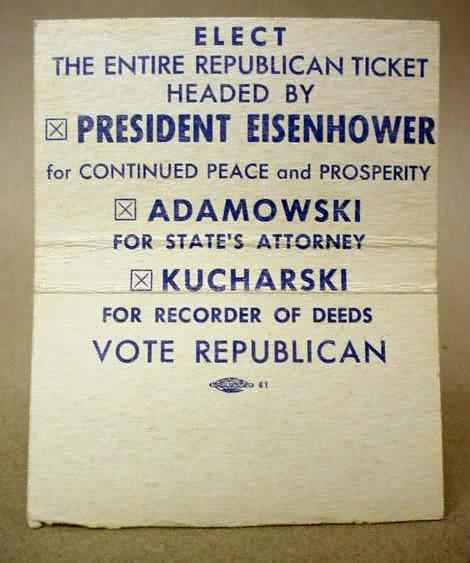 ELECT
THE ENTIRE REPUBLICAN TICKET
HEADED BY
☒ PRESIDENT EISENHOWER
for CONTINUED PEACE and PROSPERITY
☒ ADAMOWSKI
FOR STATE'S ATTORNEY
☒ KUCHARSKI
FOR RECORDER OF DEEDS
VOTE REPUBLICAN
61